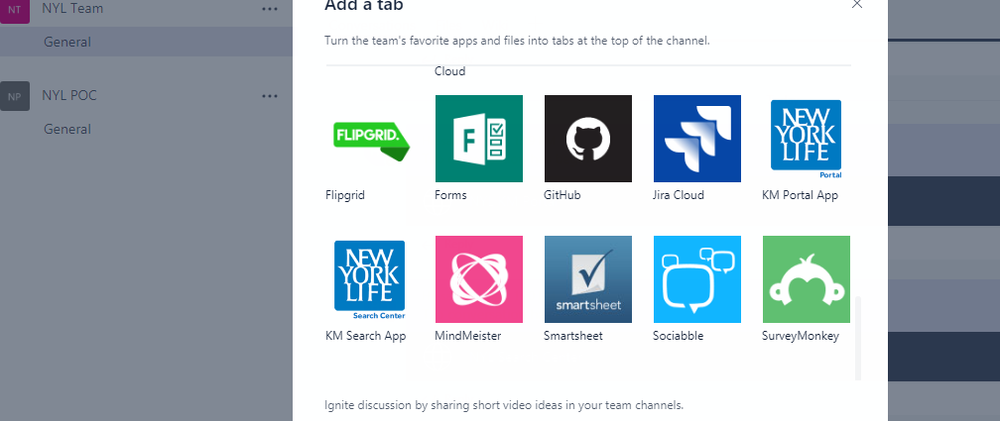 NT NYL Team ...
General
NP NYL POC ...
General
Add a tab
Turn the team's favorite apps and files into tabs at the top of the channel.
Cloud
FLIPGRID.
F
NEW YORK LIFE
Portal
Flipgrid
Forms
GitHub
Jira Cloud
KM Portal App
NEW YORK LIFE
Search Center
smartsheet
KM Search App
MindMeister
Smartsheet
Sociabble
SurveyMonkey
Ignite discussion by sharing short video ideas in your team channels.